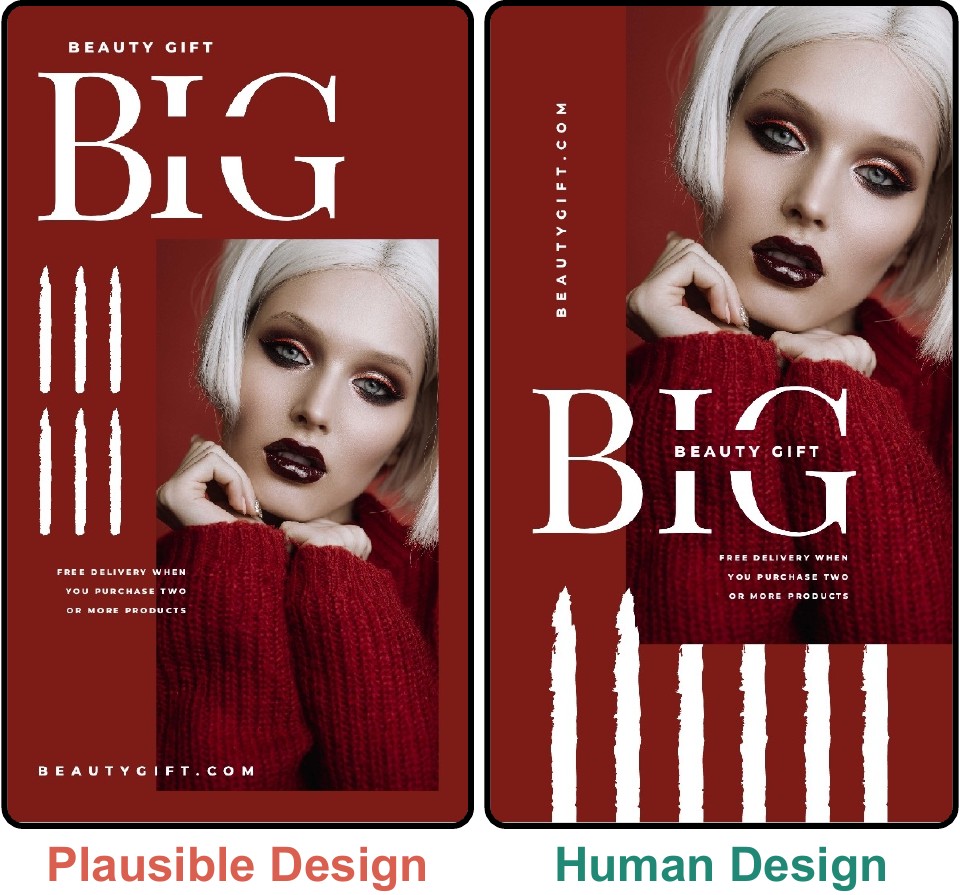 BEAUTY GIFT
BIG
FREE DELIVERY WHEN
YOU PURCHASE TWO
OR MORE PRODUCTS
BEAUTYGIFT.COM
Plausible Design
BEAUTYGIFT.COM
BIG
BEAUTY GIFT
FREE DELIVERY WHEN
YOU PURCHASE TWO
OR MORE PRODUCTS
Human Design